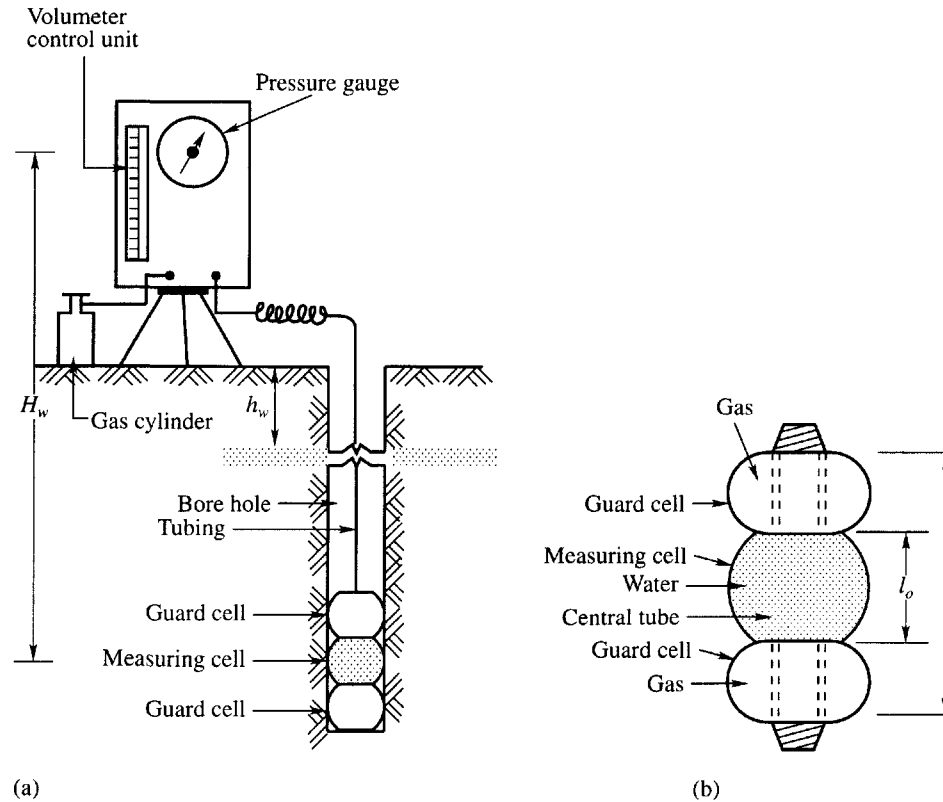 Volumeter
control unit
Pressure gauge
H_w
Gas cylinder
h_w
Bore hole
Tubing
Guard cell
Measuring cell
Guard cell
(a)
Gas
Guard cell
Measuring cell
Water
l_o
Central tube
Guard cell
Gas
(b)